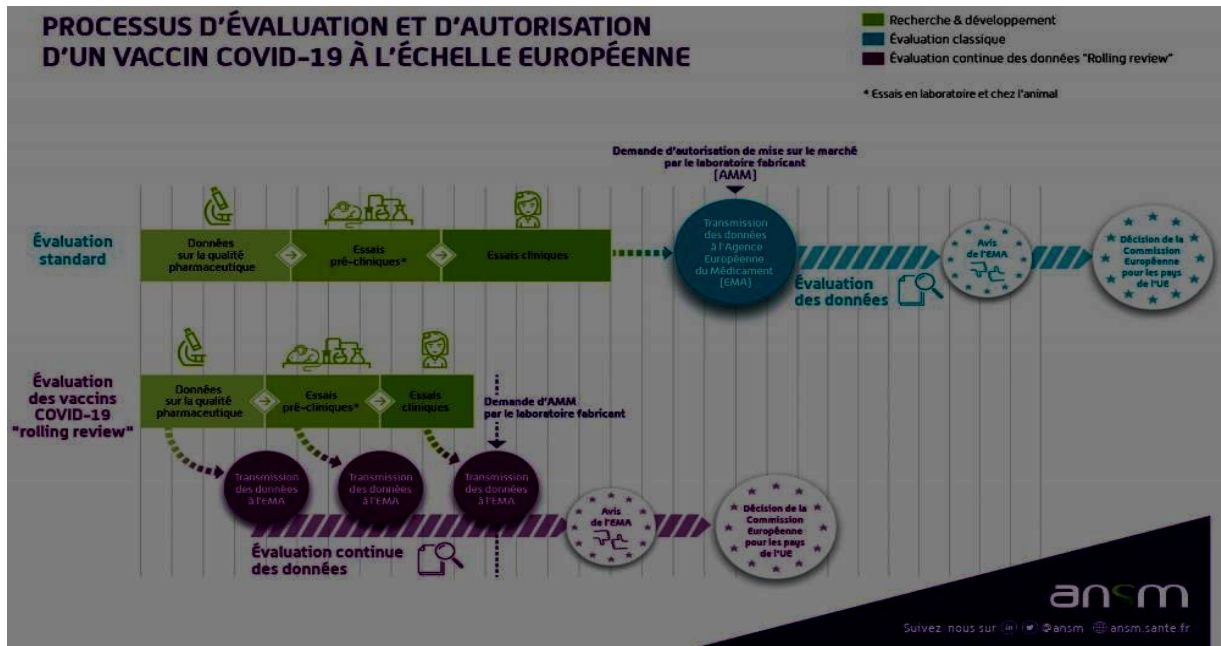 PROCESSUS D'ÉVALUATION ET D'AUTORISATION
D'UN VACCIN COVID-19 À L'ÉCHELLE EUROPÉENNE
Recherche & développement
Évaluation classique
Évaluation continue des données "Rolling review"
* Essais en laboratoire et chez l'animal
Demande d'autorisation de mise sur le marché
par le laboratoire fabricant
[AMM]
Évaluation
standard
Données
sur la qualité
pharmaceutique
Essais
pré-cliniques*
Essais cliniques
Transmission
des données
à l'Agence
Européenne
du Médicament
[EMA]
Évaluation
des données
Avis
de l'EMA
Décision de la
Commission
Européenne
pour les pays
de l'UE
Évaluation
des vaccins
COVID-19
"rolling review"
Données
sur la qualité
pharmaceutique
Essais
pré-cliniques*
Essais
cliniques
Demande d'AMM
par le laboratoire fabricant
Transmission
des données
à l'EMA
Transmission
des données
à l'EMA
Transmission
des données
à l'EMA
Évaluation continue
des données
Avis
de l'EMA
Décision de la
Commission
Européenne
pour les pays
de l'UE
ansm
Suivez nous sur in @ansm ansm.sante.fr